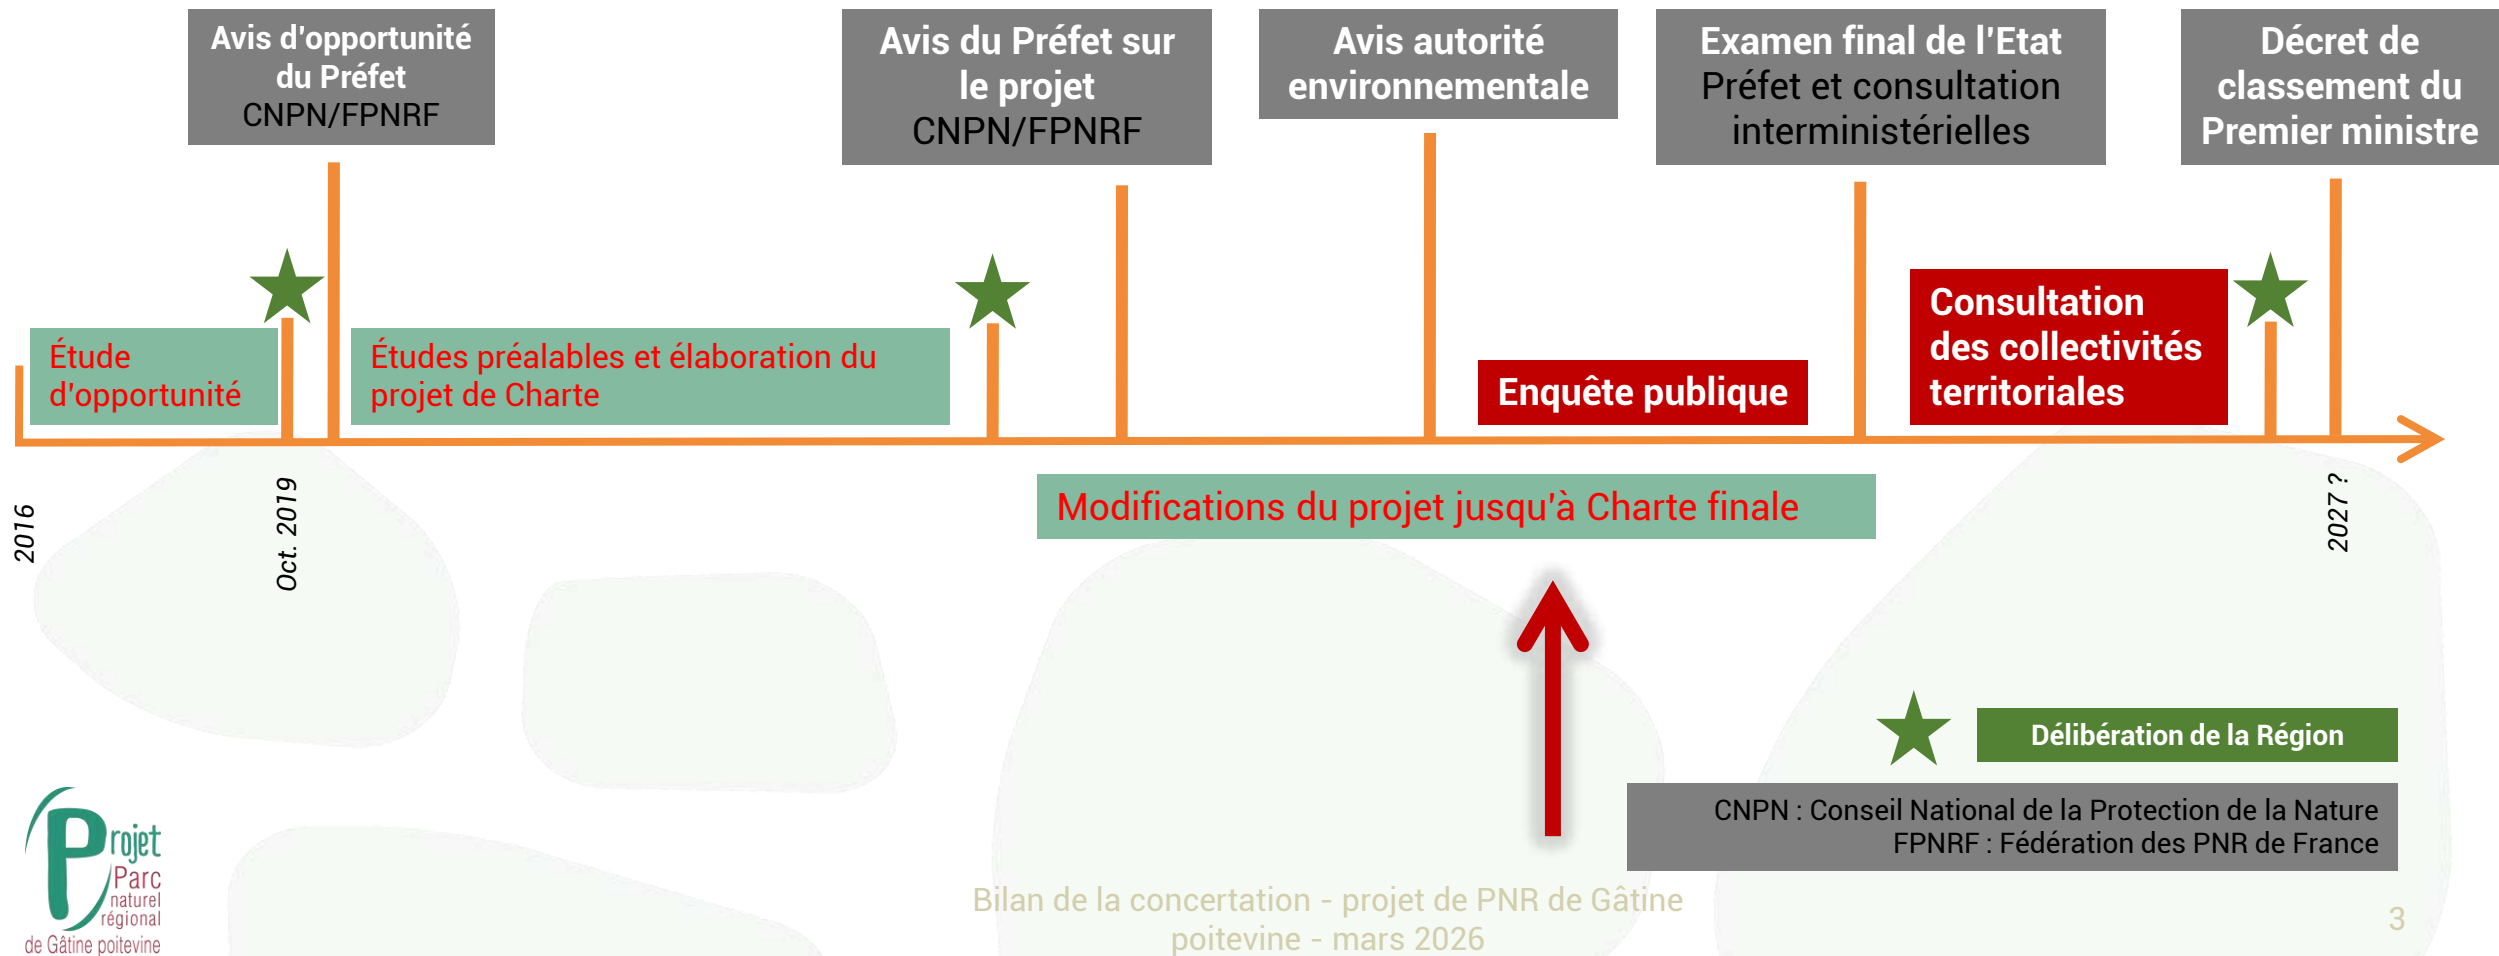 Avis d'opportunité
du Préfet
CNPN/FPNRF
Avis du Préfet sur
le projet
CNPN/FPNRF
Avis autorité
environnementale
Examen final de l'Etat
Préfet et consultation
interministérielles
Décret de
classement du
Premier ministre
Étude
d'opportunité
Études préalables et élaboration du
projet de Charte
Enquête publique
Consultation
des collectivités
territoriales
2016
Oct. 2019
Modifications du projet jusqu'à Charte finale
2027 ?
Délibération de la Région
CNPN : Conseil National de la Protection de la Nature
FPNRF : Fédération des PNR de France
Projet
Parc
naturel
régional
de Gâtine poitevine
Bilan de la concertation - projet de PNR de Gâtine
poitevine - mars 2026
3